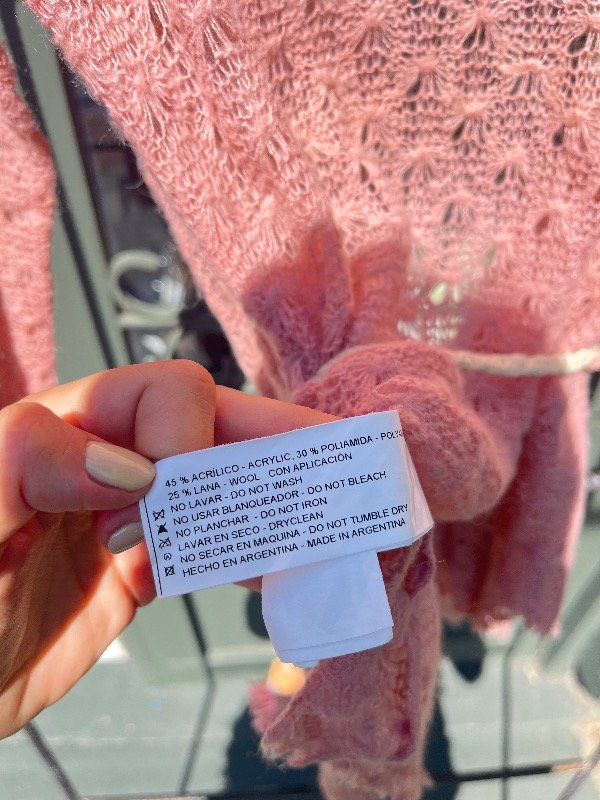 45 % ACRÍLICO - ACRYLIC, 30 % POLIAMIDA -
25 % LANA - WOOL CON APLICACIÓN
NO LAVAR - DO NOT WASH
NO USAR BLANQUEADOR - DO NOT BLEACH
NO PLANCHAR - DO NOT IRON
LAVAR EN SECO - DRYCLEAN
NO SECAR EN MAQUINA - DO NOT TUMBLE DRY
HECHO EN ARGENTINA - MADE IN ARGENTINA